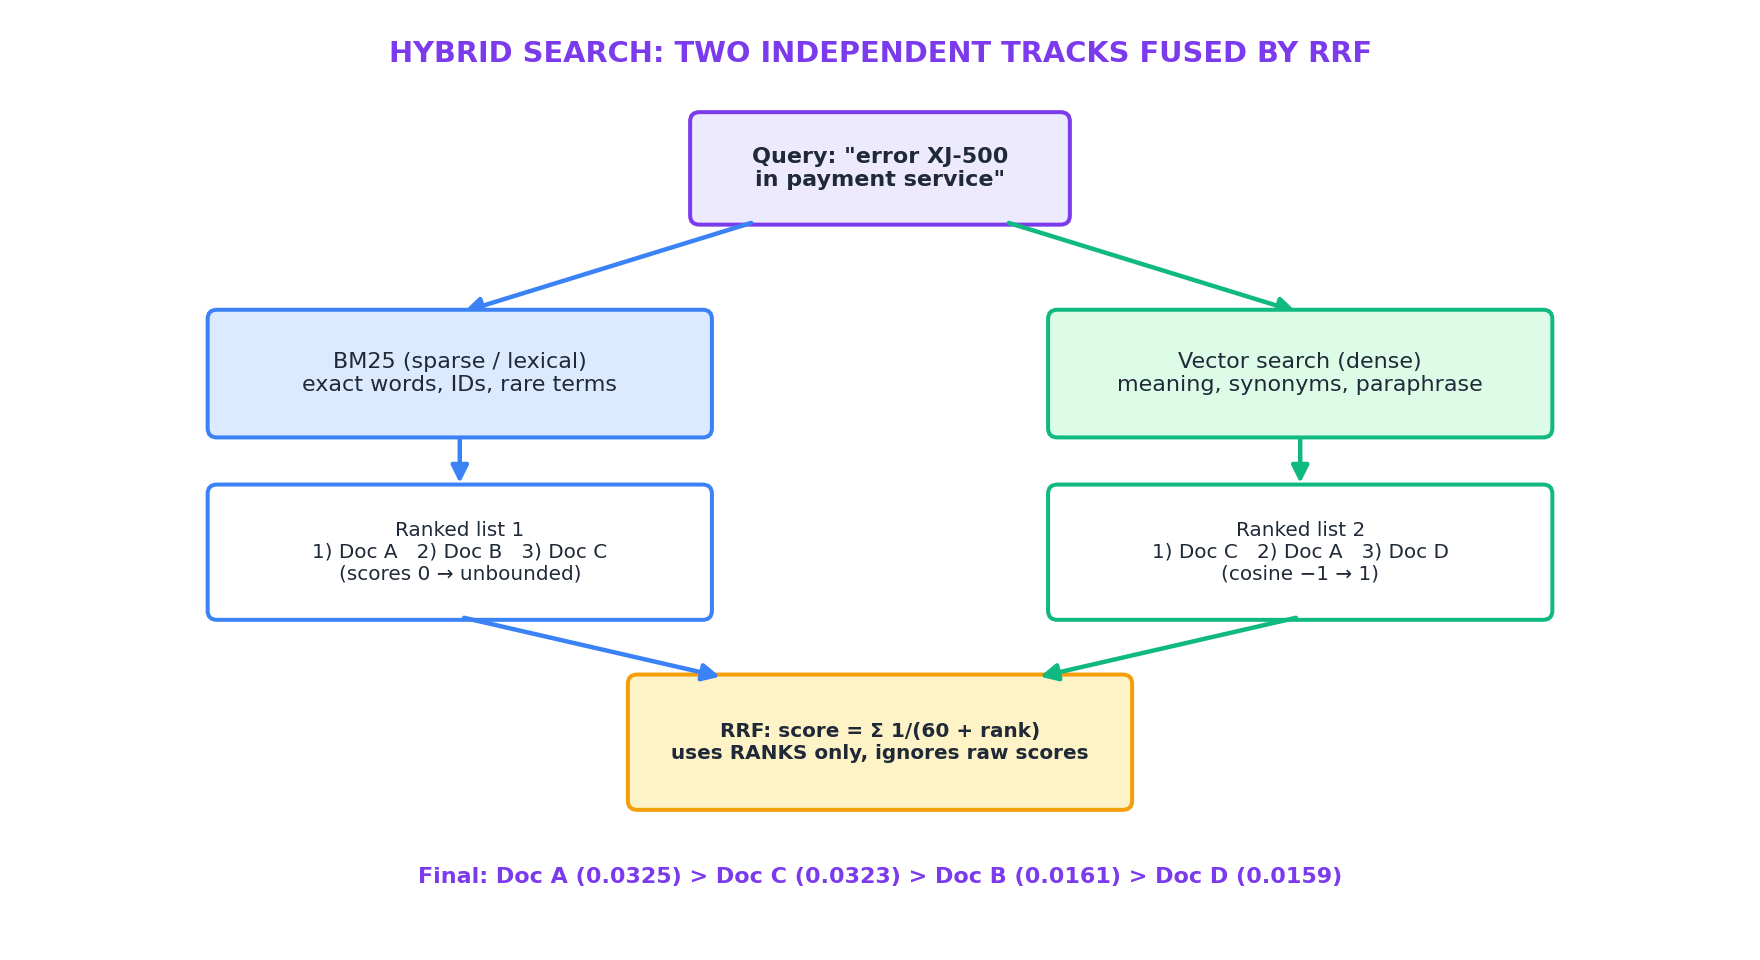 HYBRID SEARCH: TWO INDEPENDENT TRACKS FUSED BY RRF
Query: "error XJ-500
in payment service"
BM25 (sparse / lexical)
exact words, IDs, rare terms
Vector search (dense)
meaning, synonyms, paraphrase
Ranked list 1
1) Doc A   2) Doc B   3) Doc C
(scores 0 → unbounded)
Ranked list 2
1) Doc C   2) Doc A   3) Doc D
(cosine −1 → 1)
RRF: score = Σ 1/(60 + rank)
uses RANKS only, ignores raw scores
Final: Doc A (0.0325) > Doc C (0.0323) > Doc B (0.0161) > Doc D (0.0159)